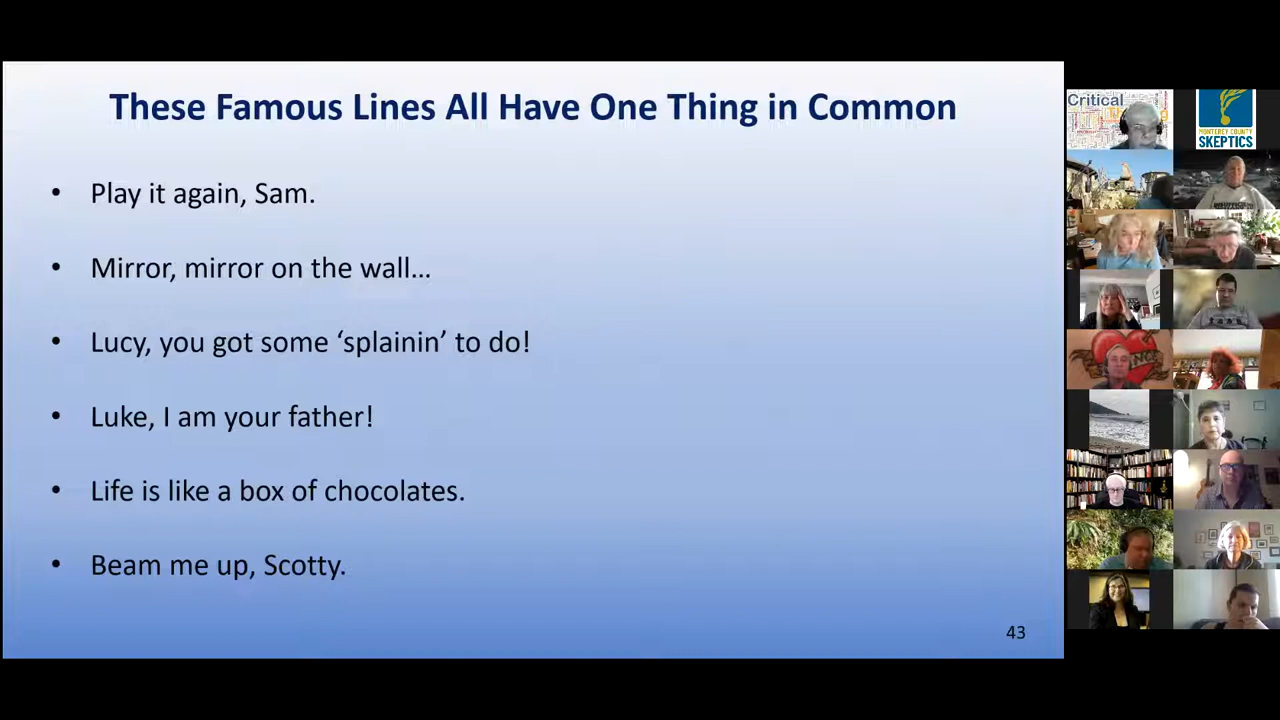 These Famous Lines All Have One Thing in Common
• Play it again, Sam.
• Mirror, mirror on the wall…
• Lucy, you got some ‘splainin’ to do!
• Luke, I am your father!
• Life is like a box of chocolates.
• Beam me up, Scotty.
43
Critical
MONTEREY COUNTY
SKEPTICS